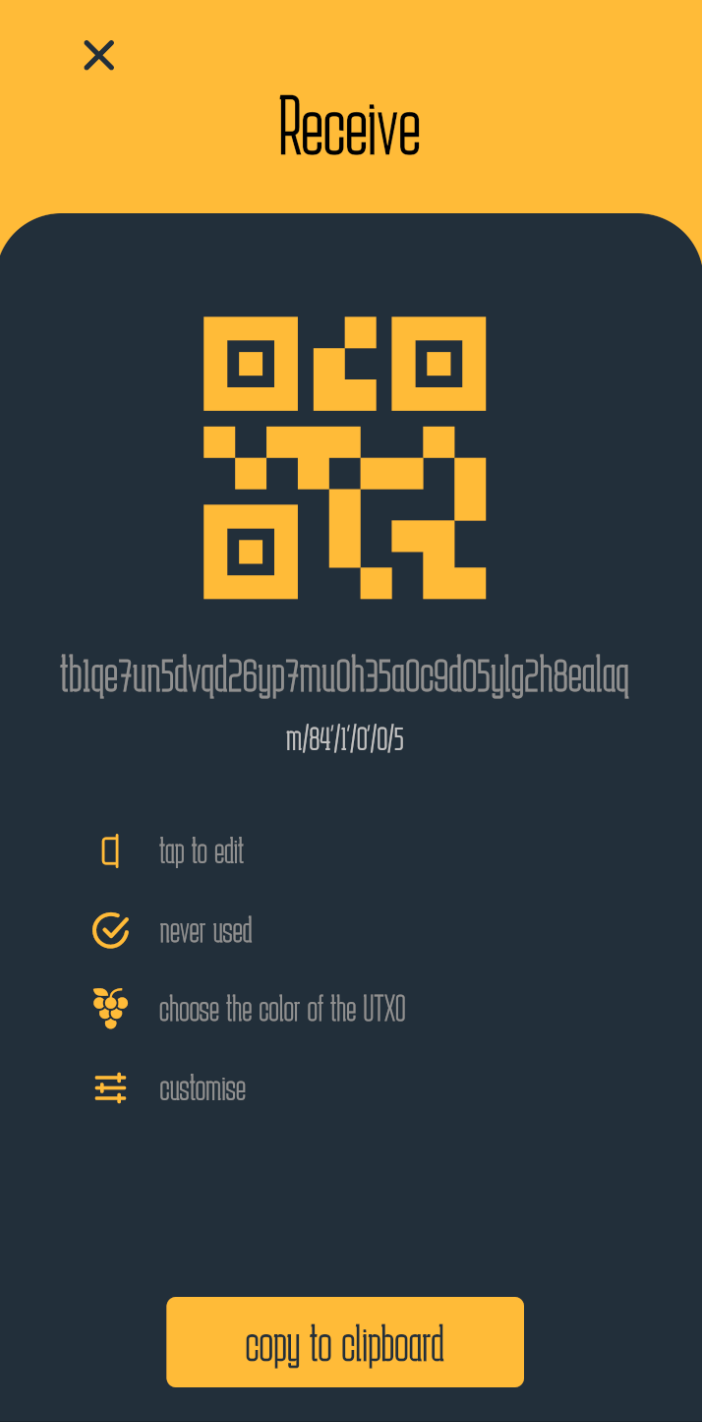 Receive
tb1qe7un5dvqd26yp7mu0h35a0c9d05ylg2h8ealaq
m/84'/1'/0'/0/5
tap to edit
never used
choose the color of the UTXO
customise
copy to clipboard